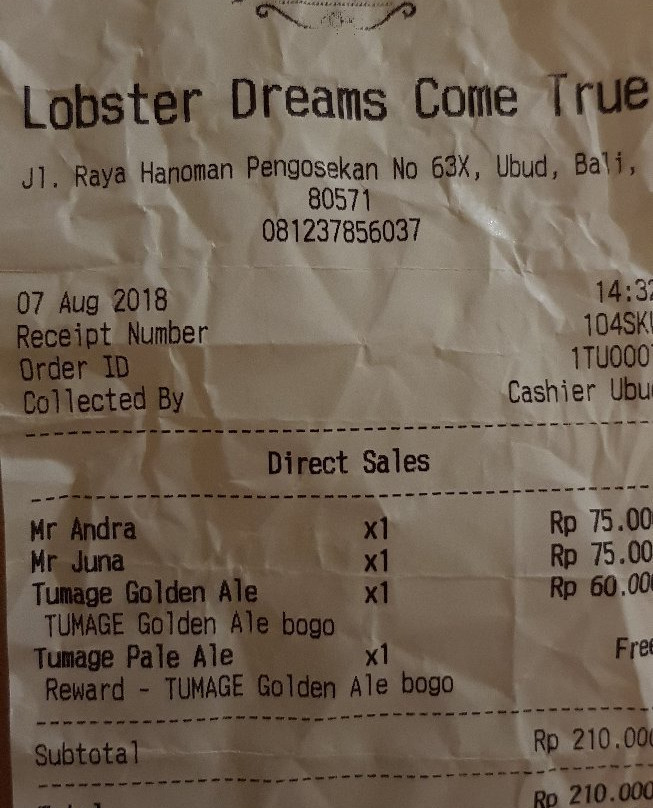 Lobster Dreams Come True
Jl. Raya Hanoman Pengosekan No 63X, Ubud, Bali,
80571
081237856037
07 Aug 2018 14:32
Receipt Number 104SK
Order ID 1TU000
Collected By Cashier Ubu
Direct Sales
Mr Andra x1 Rp 75.00
Mr Juna x1 Rp 75.00
Tumage Golden Ale x1 Rp 60.00
TUMAGE Golden Ale bogo
Tumage Pale Ale x1 Free
Reward - TUMAGE Golden Ale bogo
Subtotal Rp 210.000
Rp 210.000